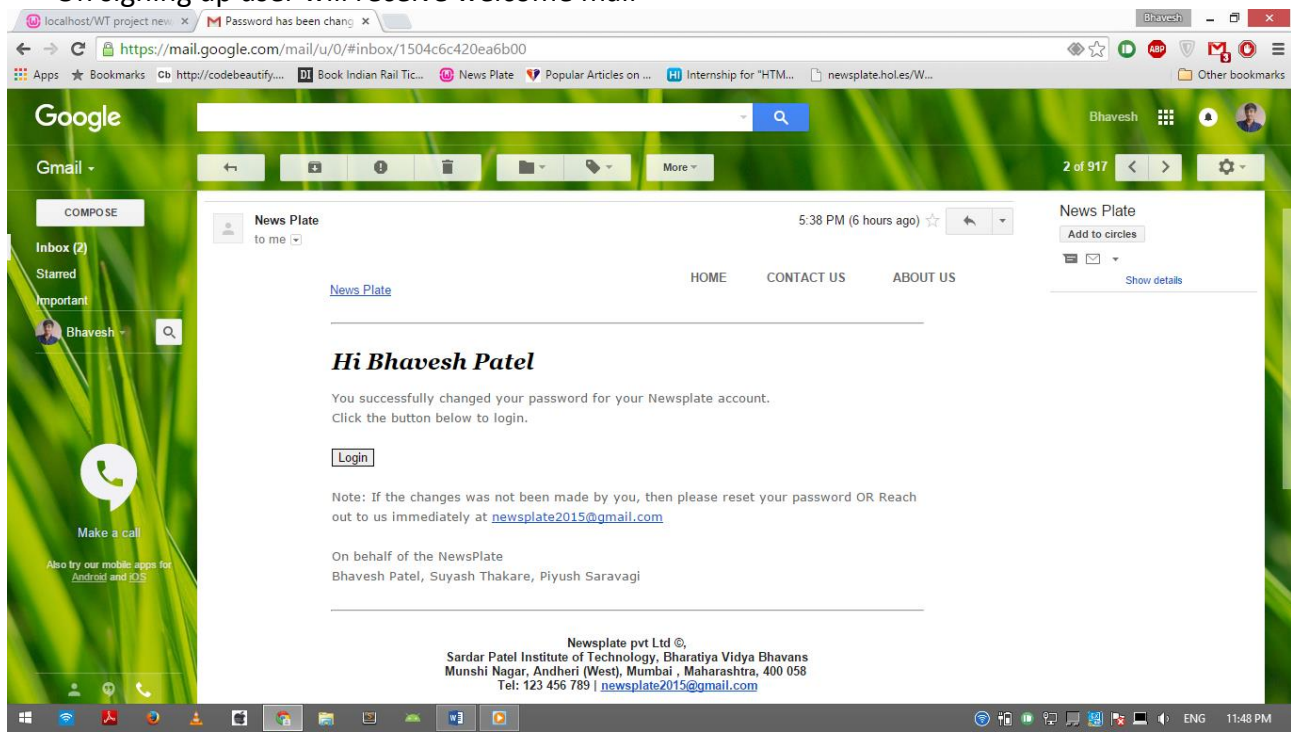 On signing up user will receive welcome mail
localhost/WT project new
Password has been chang
Bhavesh
https://mail.google.com/mail/u/0/#inbox/1504c6c420ea6b00
ABP
3
Apps
Bookmarks
Cb http://codebeautify....
DI Book Indian Rail Tic...
News Plate
Popular Articles on ...
HI Internship for "HTM...
newsplate.hol.es/W...
Other bookmarks
Google
Bhavesh
Gmail
More
2 of 917
COMPOSE
Inbox (2)
Starred
Important
Bhavesh
Make a call
Also try our mobile apps for
Android and iOS
News Plate
to me
5:38 PM (6 hours ago)
News Plate
Add to circles
Show details
News Plate
HOME CONTACT US ABOUT US
Hi Bhavesh Patel
You successfully changed your password for your Newsplate account.
Click the button below to login.
Login
Note: If the changes was not been made by you, then please reset your password OR Reach
out to us immediately at newsplate2015@gmail.com
On behalf of the NewsPlate
Bhavesh Patel, Suyash Thakare, Piyush Saravagi
Newsplate pvt Ltd ©,
Sardar Patel Institute of Technology, Bharatiya Vidya Bhavans
Munshi Nagar, Andheri (West), Mumbai , Maharashtra, 400 058
Tel: 123 456 789 | newsplate2015@gmail.com
ENG 11:48 PM